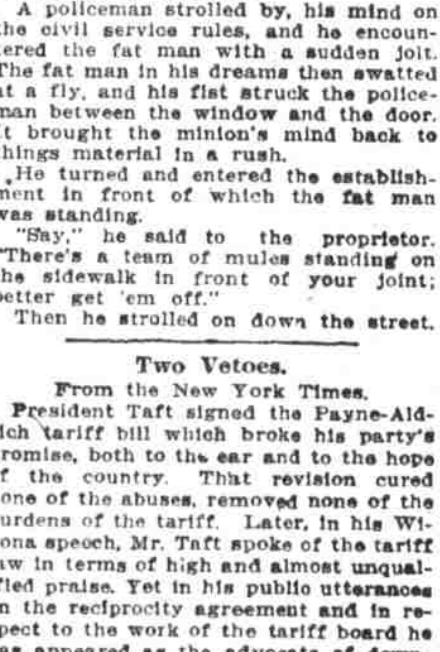 A policeman strolled by, his mind on
the civil service rules, and he encoun-
tered the fat man with a sudden jolt.
The fat man in his dreams then swatted
at a fly, and his fist struck the police-
man between the window and the door.
It brought the minion's mind back to
things material in a rush.
He turned and entered the establish-
ment in front of which the fat man
was standing.
"Say," he said to the proprietor.
"There's a team of mules standing on
the sidewalk in front of your joint;
better get 'em off."
Then he strolled on down the street.
Two Vetoes.
From the New York Times.
President Taft signed the Payne-Ald-
rich tariff bill which broke his party's
promise, both to the ear and to the hope
of the country. That revision cured
none of the abuses, removed none of the
burdens of the tariff. Later, in his Wi-
nona speech, Mr. Taft spoke of the tariff
law in terms of high and almost unqual-
ified praise. Yet in his public utterances
on the reciprocity agreement and in re-
spect to the work of the tariff board he
has appeared as the advocate of down-